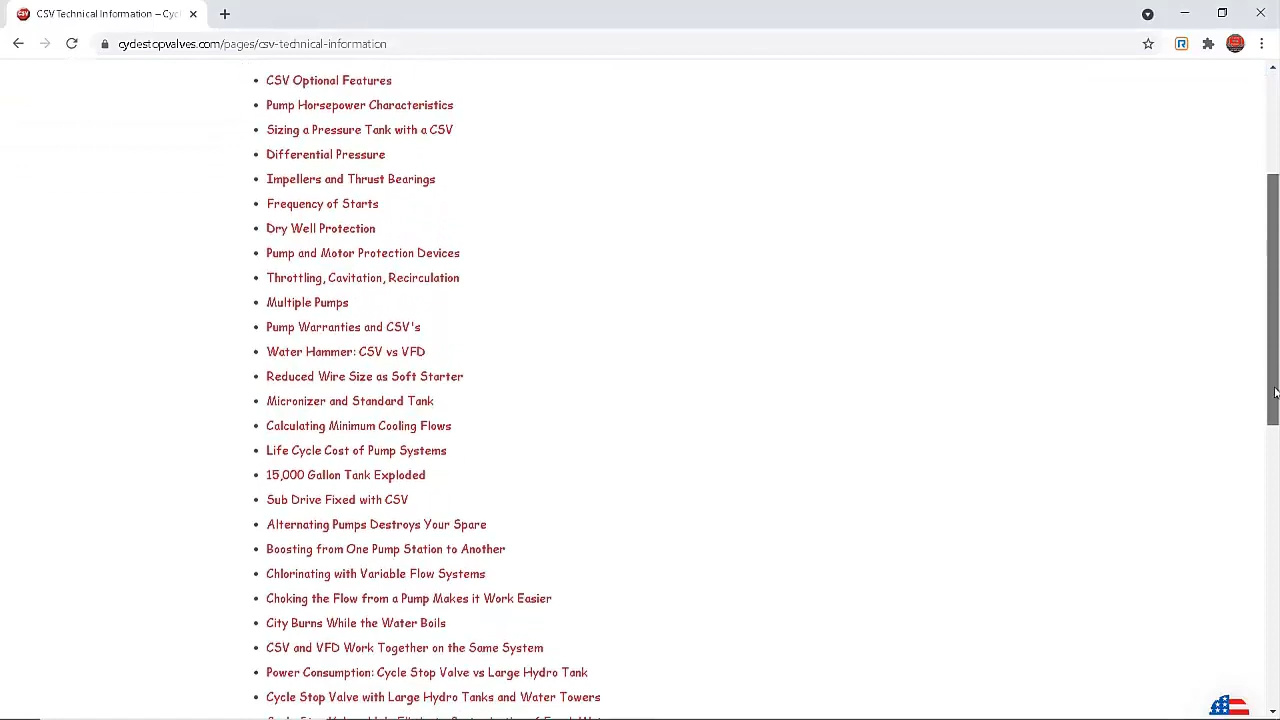 CSV Technical Information – Cycl
cyclestopvalves.com/pages/csv-technical-information
CSV Optional Features
Pump Horsepower Characteristics
Sizing a Pressure Tank with a CSV
Differential Pressure
Impellers and Thrust Bearings
Frequency of Starts
Dry Well Protection
Pump and Motor Protection Devices
Throttling, Cavitation, Recirculation
Multiple Pumps
Pump Warranties and CSV's
Water Hammer: CSV vs VFD
Reduced Wire Size as Soft Starter
Micronizer and Standard Tank
Calculating Minimum Cooling Flows
Life Cycle Cost of Pump Systems
15,000 Gallon Tank Exploded
Sub Drive Fixed with CSV
Alternating Pumps Destroys Your Spare
Boosting from One Pump Station to Another
Chlorinating with Variable Flow Systems
Choking the Flow from a Pump Makes it Work Easier
City Burns While the Water Boils
CSV and VFD Work Together on the Same System
Power Consumption: Cycle Stop Valve vs Large Hydro Tank
Cycle Stop Valve with Large Hydro Tanks and Water Towers